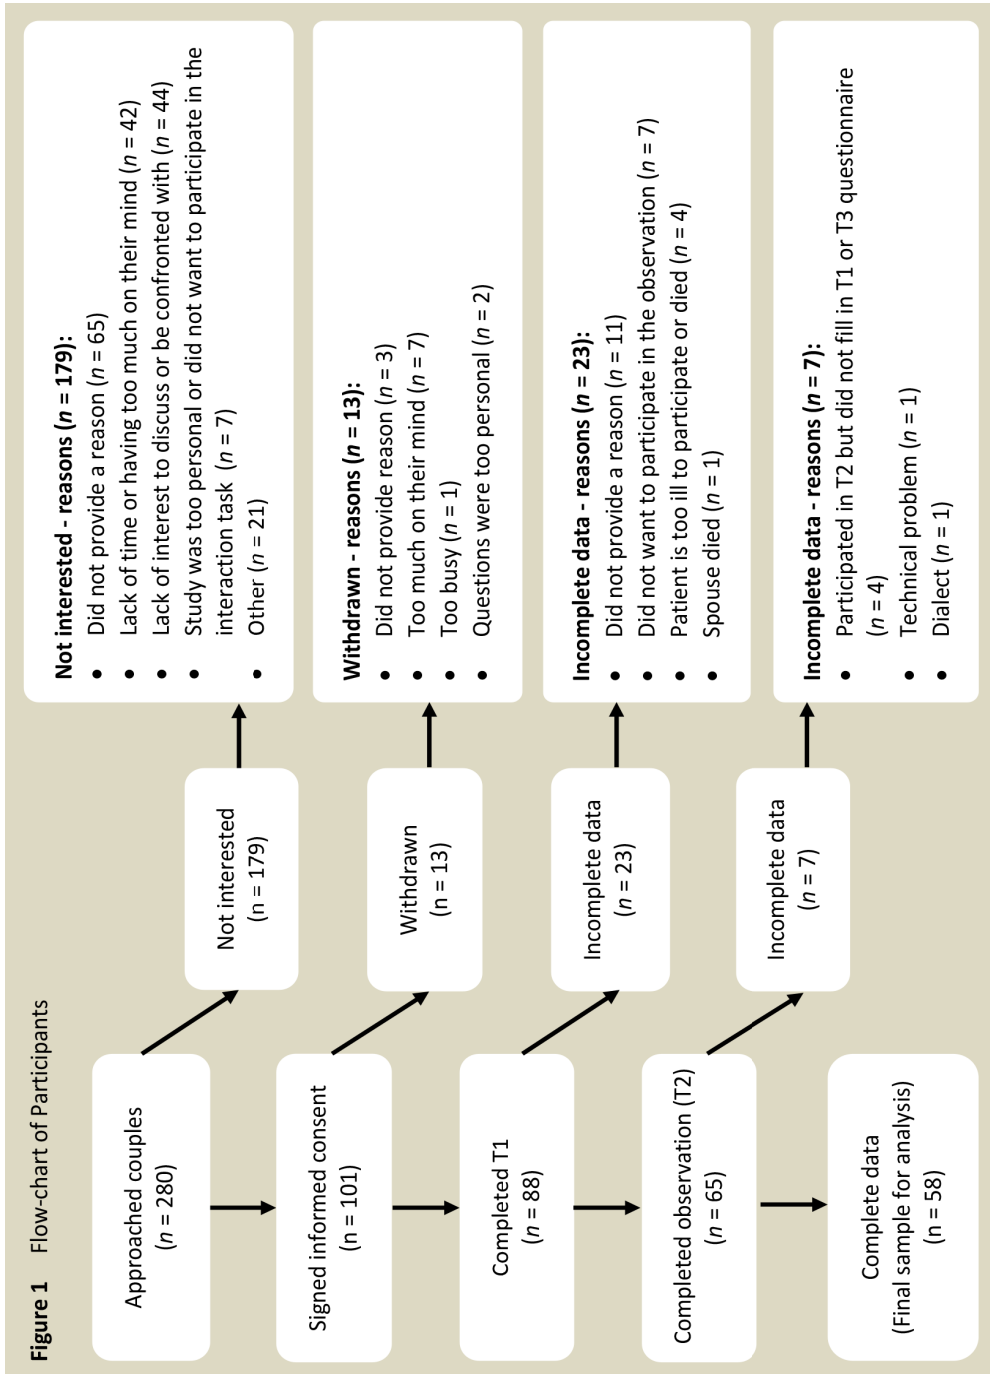 Figure 1 Flow-chart of Participants
Approached couples
(n = 280)
Not interested
(n = 179)
Not interested - reasons (n = 179):
• Did not provide a reason (n = 65)
• Lack of time or having too much on their mind (n = 42)
• Lack of interest to discuss or be confronted with (n = 44)
• Study was too personal or did not want to participate in the
interaction task (n = 7)
• Other (n = 21)
Signed informed consent
(n = 101)
Withdrawn
(n = 13)
Withdrawn - reasons (n = 13):
• Did not provide reason (n = 3)
• Too much on their mind (n = 7)
• Too busy (n = 1)
• Questions were too personal (n = 2)
Completed T1
(n = 88)
Incomplete data
(n = 23)
Incomplete data - reasons (n = 23):
• Did not provide a reason (n = 11)
• Did not want to participate in the observation (n = 7)
• Patient is too ill to participate or died (n = 4)
• Spouse died (n = 1)
Completed observation (T2)
(n = 65)
Incomplete data
(n = 7)
Incomplete data - reasons (n = 7):
• Participated in T2 but did not fill in T1 or T3 questionnaire
(n = 4)
• Technical problem (n = 1)
• Dialect (n = 1)
Complete data
(Final sample for analysis)
(n = 58)